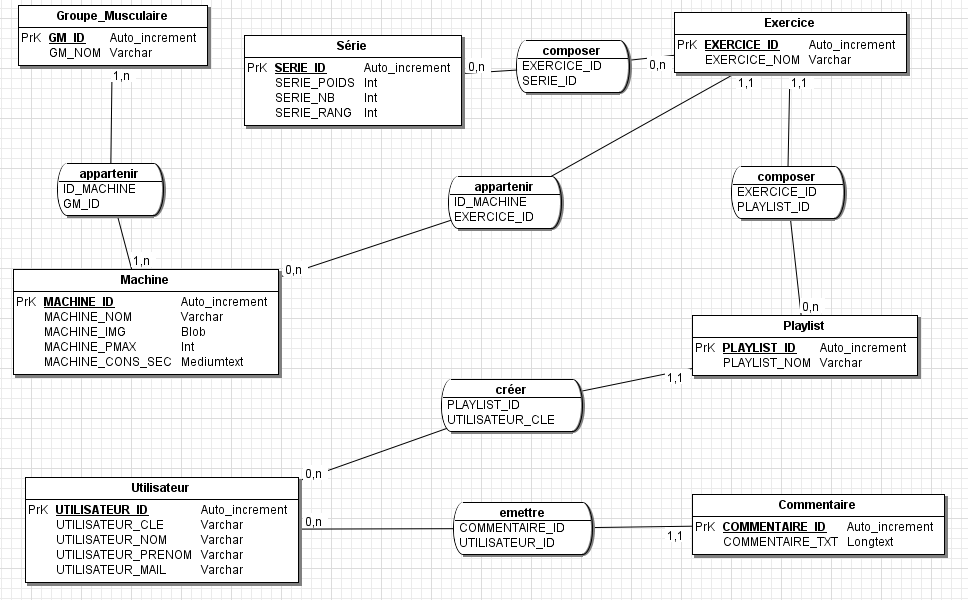 Groupe_Musculaire
PrK GM_ID Auto_increment
GM_NOM Varchar
1,n
Série
PrK SERIE_ID Auto_increment
SERIE_POIDS Int
SERIE_NB Int
SERIE_RANG Int
0,n
composer
EXERCICE_ID
SERIE_ID
0,n
Exercice
PrK EXERCICE_ID Auto_increment
EXERCICE_NOM Varchar
1,1
1,1
appartenir
ID_MACHINE
GM_ID
1,n
appartenir
ID_MACHINE
EXERCICE_ID
0,n
composer
EXERCICE_ID
PLAYLIST_ID
0,n
Machine
PrK MACHINE_ID Auto_increment
MACHINE_NOM Varchar
MACHINE_IMG Blob
MACHINE_PMAX Int
MACHINE_CONS_SEC Mediumtext
Playlist
PrK PLAYLIST_ID Auto_increment
PLAYLIST_NOM Varchar
1,1
créer
PLAYLIST_ID
UTILISATEUR_CLE
0,n
Utilisateur
PrK UTILISATEUR_ID Auto_increment
UTILISATEUR_CLE Varchar
UTILISATEUR_NOM Varchar
UTILISATEUR_PRENOM Varchar
UTILISATEUR_MAIL Varchar
0,n
emettre
COMMENTAIRE_ID
UTILISATEUR_ID
1,1
Commentaire
PrK COMMENTAIRE_ID Auto_increment
COMMENTAIRE_TXT Longtext